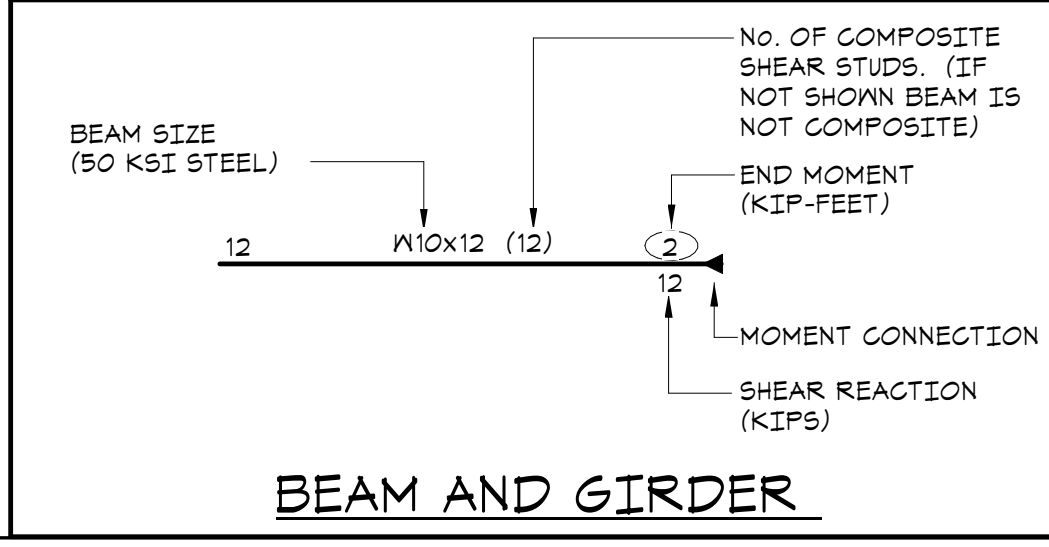 No. OF COMPOSITE
SHEAR STUDS. (IF
NOT SHOWN BEAM IS
NOT COMPOSITE)
BEAM SIZE
(50 KSI STEEL)
END MOMENT
(KIP-FEET)
12 W10x12 (12) 2
12
MOMENT CONNECTION
SHEAR REACTION
(KIPS)
BEAM AND GIRDER